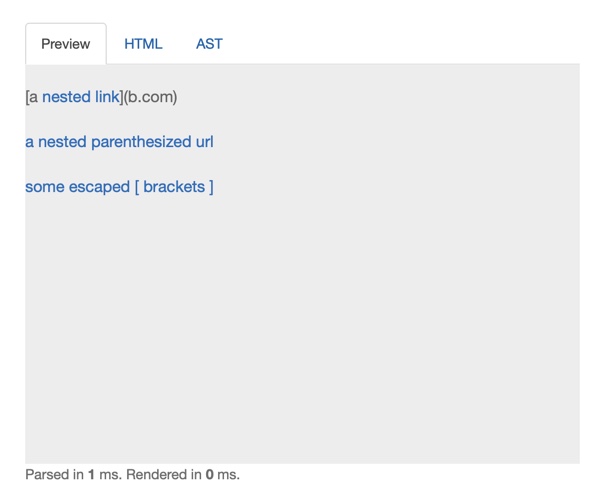 Preview HTML AST
[a nested link](b.com)
a nested parenthesized url
some escaped [ brackets ]
Parsed in 1 ms. Rendered in 0 ms.